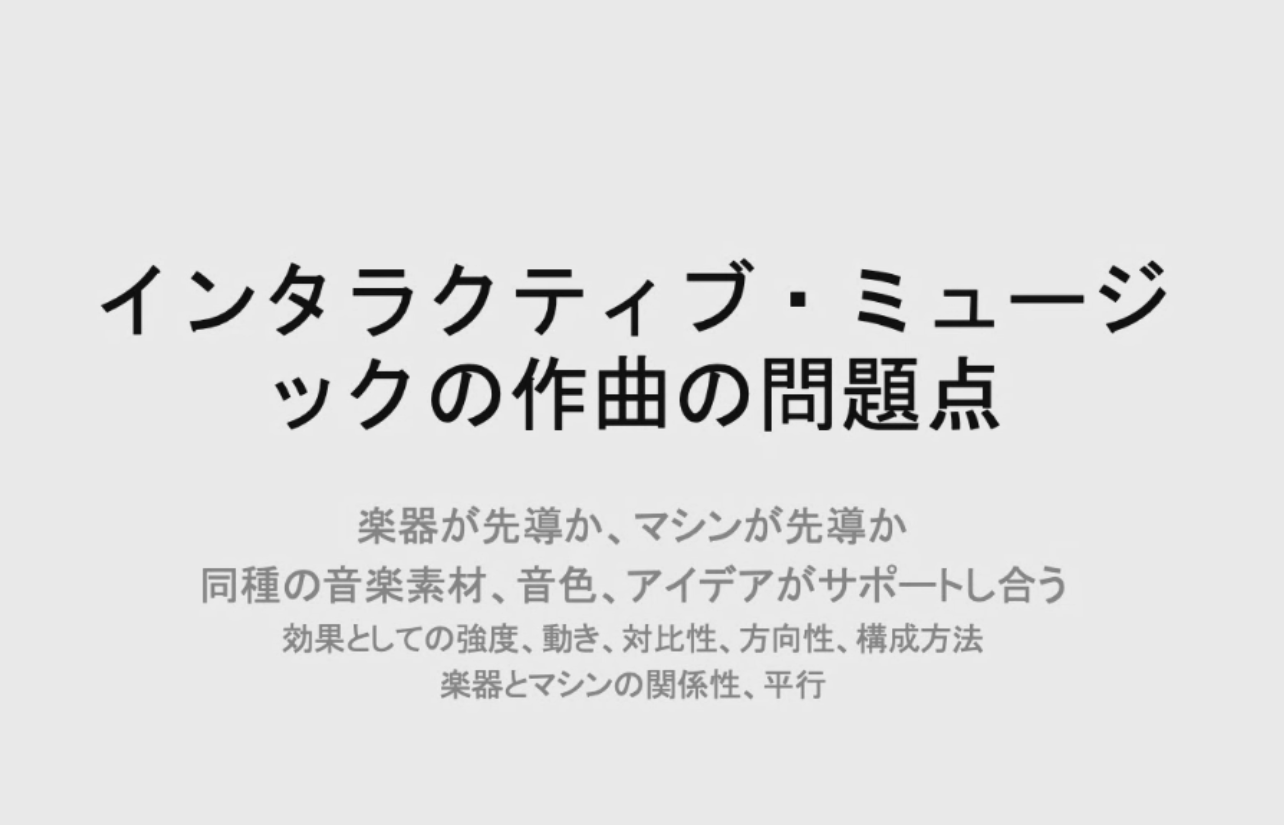 インタラクティブ・ミュージ
ックの作曲の問題点
楽器が先導か、マシンが先導か
同種の音楽素材、音色、アイデアがサポートし合う
効果としての強度、動き、対比性、方向性、構成方法
楽器とマシンの関係性、平行